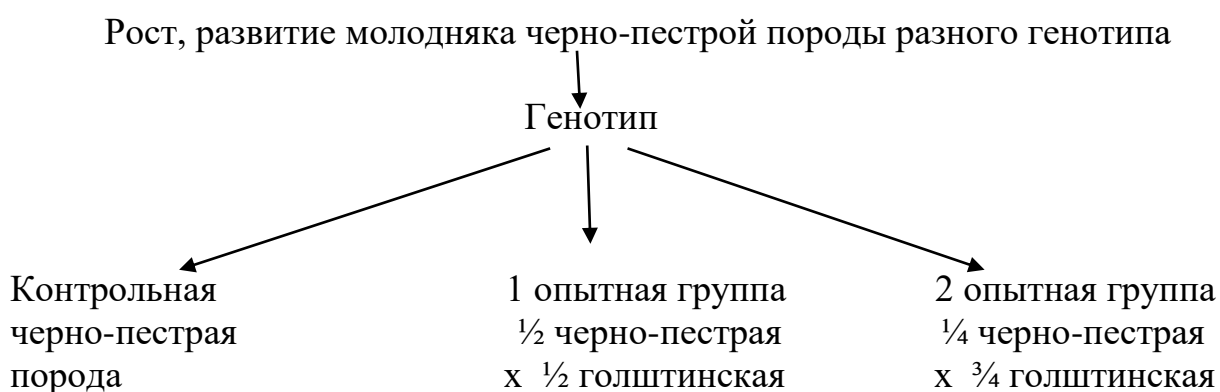 Рост, развитие молодняка черно-пестрой породы разного генотипа
Генотип
Контрольная
черно-пестрая
порода
1 опытная группа
½ черно-пестрая
х ½ голштинская
2 опытная группа
¼ черно-пестрая
х ¾ голштинская